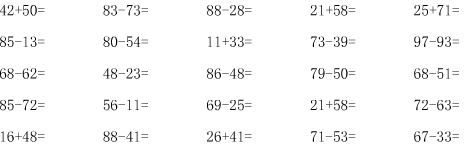 42+50= 83-73= 88-28= 21+58= 25+71=
85-13= 80-54= 11+33= 73-39= 97-93=
68-62= 48-23= 86-48= 79-50= 68-51=
85-72= 56-11= 69-25= 21+58= 72-63=
16+48= 88-41= 26+41= 71-53= 67-33=